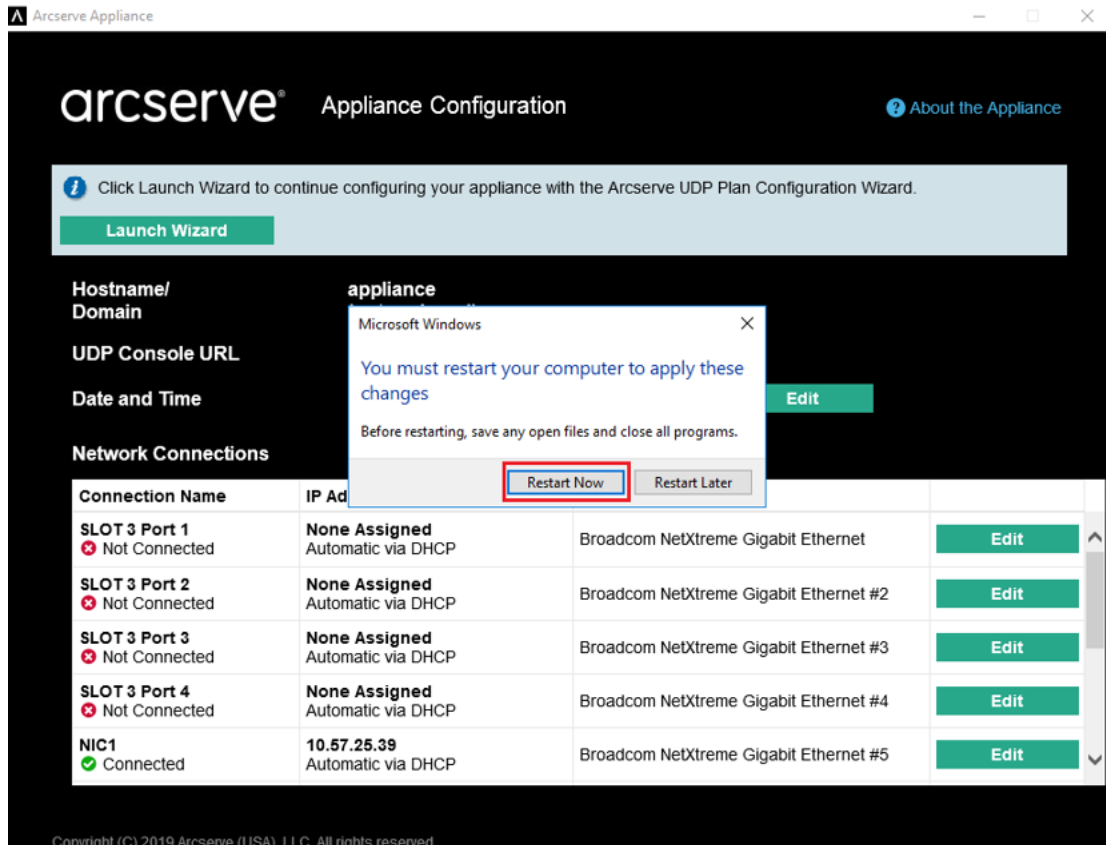 Arcserve Appliance
arcserve® Appliance Configuration
About the Appliance
Click Launch Wizard to continue configuring your appliance with the Arcserve UDP Plan Configuration Wizard.
Launch Wizard
Hostname/ appliance
Domain
UDP Console URL
Date and Time Edit
Microsoft Windows
You must restart your computer to apply these
changes
Before restarting, save any open files and close all programs.
Restart Now Restart Later
Network Connections
Connection Name IP Ad
SLOT 3 Port 1 None Assigned
Not Connected Automatic via DHCP Broadcom NetXtreme Gigabit Ethernet Edit
SLOT 3 Port 2 None Assigned
Not Connected Automatic via DHCP Broadcom NetXtreme Gigabit Ethernet #2 Edit
SLOT 3 Port 3 None Assigned
Not Connected Automatic via DHCP Broadcom NetXtreme Gigabit Ethernet #3 Edit
SLOT 3 Port 4 None Assigned
Not Connected Automatic via DHCP Broadcom NetXtreme Gigabit Ethernet #4 Edit
NIC1 10.57.25.39
Connected Automatic via DHCP Broadcom NetXtreme Gigabit Ethernet #5 Edit
Copyright (C) 2019 Arcserve (USA), LLC. All rights reserved.